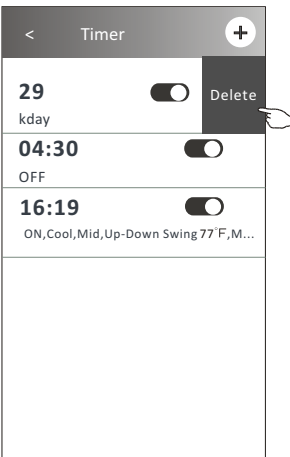 < Timer +
29 Delete
kday
04:30
OFF
16:19
ON,Cool,Mid,Up-Down Swing 77°F,M...